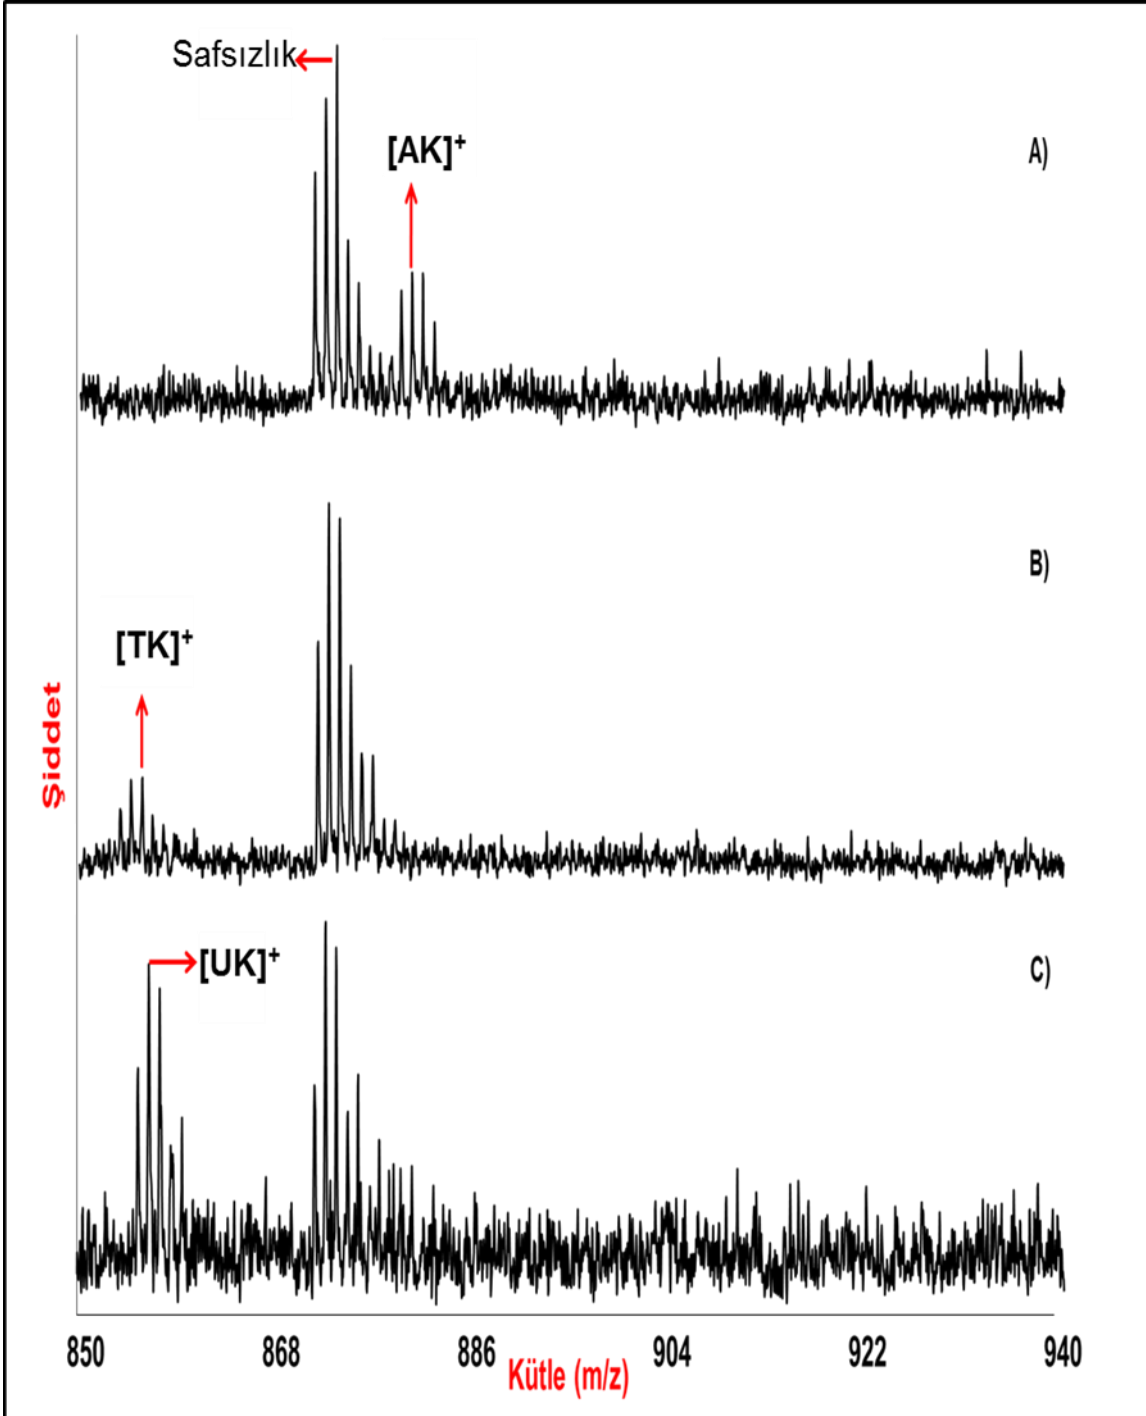 Safsızlık
[AK]+
A)
B)
[TK]+
Şiddet
[UK]+
C)
850 868 886 904 922 940
Kütle (m/z)